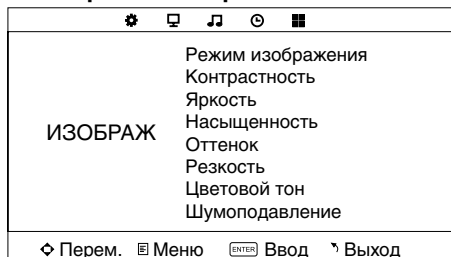 Режим изображения
Контрастность
Яркость
Насыщенность
ИЗОБРАЖ
Оттенок
Резкость
Цветовой тон
Шумоподавление
Перем. Меню ENTER Ввод Выход